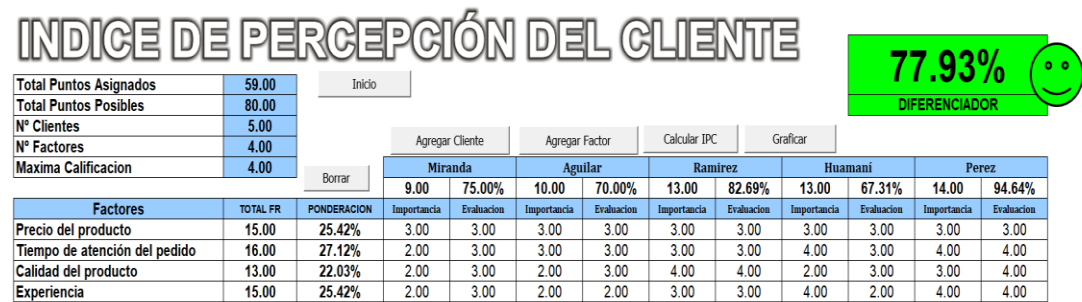 INDICE DE PERCEPCIÓN DEL CLIENTE
77.93%
DIFERENCIADOR
Total Puntos Asignados 59.00
Total Puntos Posibles 80.00
Nº Clientes 5.00
Nº Factores 4.00
Maxima Calificacion 4.00
Inicio
Borrar
Agregar Cliente Agregar Factor Calcular IPC Graficar
Miranda Aguilar Ramirez Huamaní Perez
9.00 75.00% 10.00 70.00% 13.00 82.69% 13.00 67.31% 14.00 94.64%
Factores TOTAL FR PONDERACION Importancia Evaluacion Importancia Evaluacion Importancia Evaluacion Importancia Evaluacion Importancia Evaluacion
Precio del producto 15.00 25.42% 3.00 3.00 3.00 3.00 3.00 3.00 3.00 3.00 3.00 3.00
Tiempo de atención del pedido 16.00 27.12% 2.00 3.00 3.00 3.00 3.00 3.00 4.00 3.00 4.00 4.00
Calidad del producto 13.00 22.03% 2.00 3.00 2.00 3.00 4.00 4.00 2.00 3.00 3.00 4.00
Experiencia 15.00 25.42% 2.00 3.00 2.00 2.00 3.00 3.00 4.00 2.00 4.00 4.00